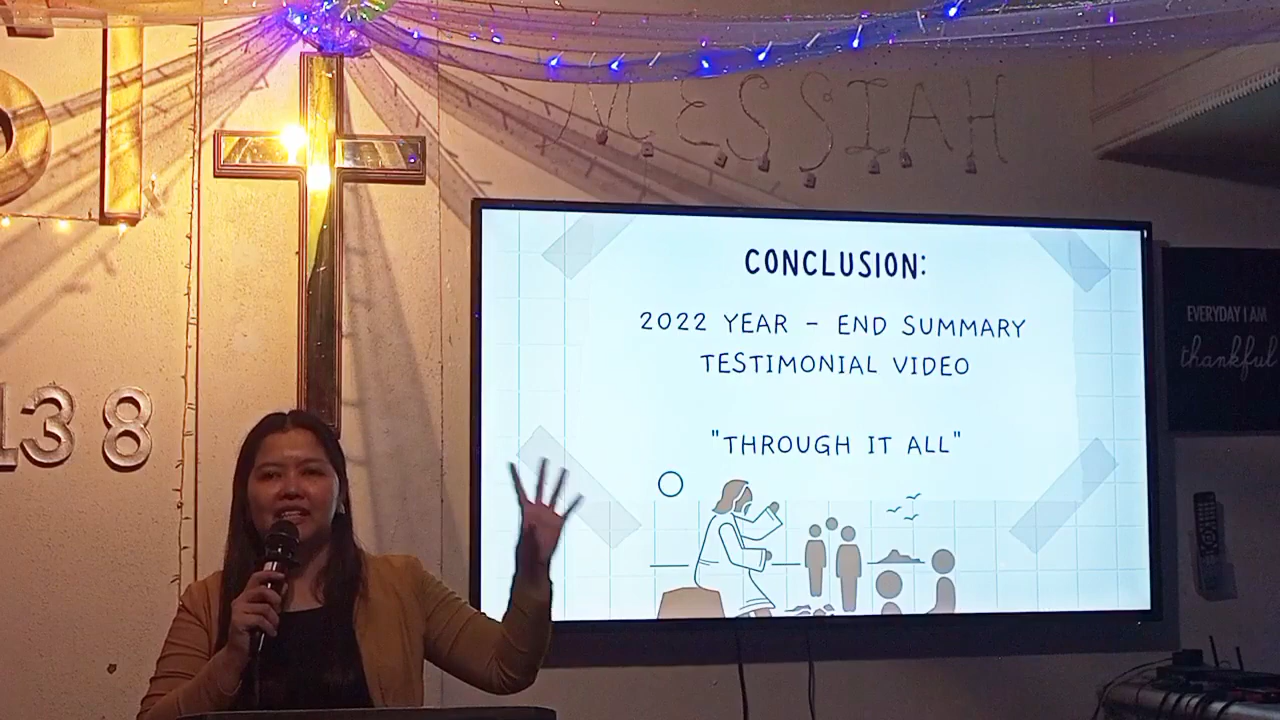 MESSIAH
138
CONCLUSION:
2022 YEAR - END SUMMARY
TESTIMONIAL VIDEO
"THROUGH IT ALL"
EVERYDAY I AM
thankful